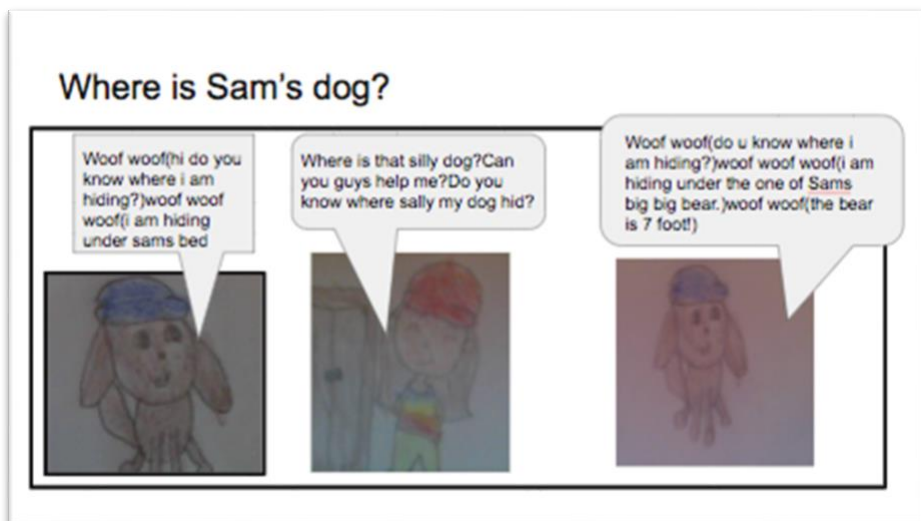 Where is Sam's dog?
Woof woof(hi do you
know where i am
hiding?)woof woof
woof(i am hiding
under sams bed
Where is that silly dog?Can
you guys help me?Do you
know where sally my dog hid?
Woof woof(do u know where i
am hiding?)woof woof woof(i am
hiding under the one of Sams
big big bear.)woof woof(the bear
is 7 foot!)